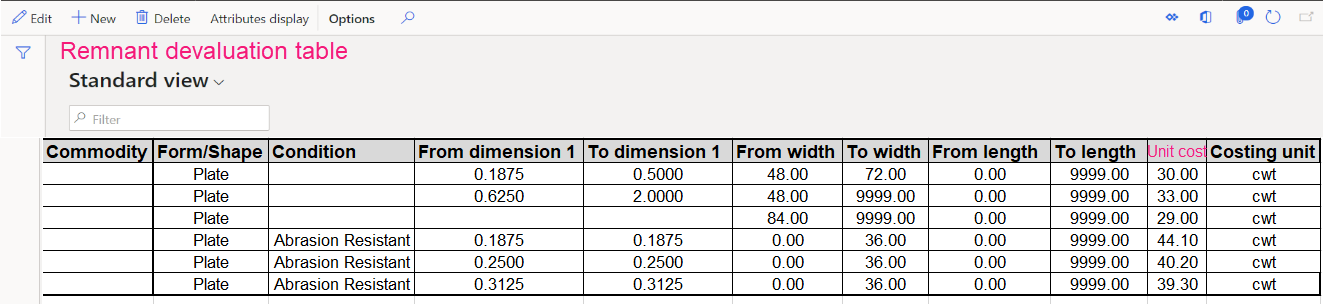 Edit New Delete Attributes display Options 0
Remnant devaluation table
Standard view
Filter
Commodity Form/Shape Condition From dimension 1 To dimension 1 From width To width From length To length Unit cost Costing unit
Plate 0.1875 0.5000 48.00 72.00 0.00 9999.00 30.00 cwt
Plate 0.6250 2.0000 48.00 9999.00 0.00 9999.00 33.00 cwt
Plate 84.00 9999.00 0.00 9999.00 29.00 cwt
Plate Abrasion Resistant 0.1875 0.1875 0.00 36.00 0.00 9999.00 44.10 cwt
Plate Abrasion Resistant 0.2500 0.2500 0.00 36.00 0.00 9999.00 40.20 cwt
Plate Abrasion Resistant 0.3125 0.3125 0.00 36.00 0.00 9999.00 39.30 cwt